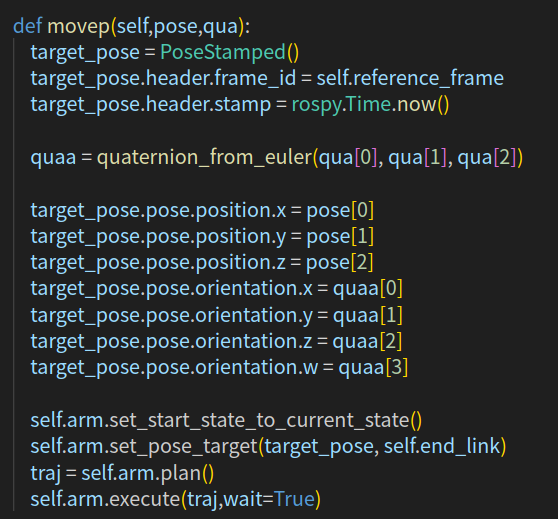 def movep(self,pose,qua):
target_pose = PoseStamped()
target_pose.header.frame_id = self.reference_frame
target_pose.header.stamp = rospy.Time.now()
quaa = quaternion_from_euler(qua[0], qua[1], qua[2])
target_pose.pose.position.x = pose[0]
target_pose.pose.position.y = pose[1]
target_pose.pose.position.z = pose[2]
target_pose.pose.orientation.x = quaa[0]
target_pose.pose.orientation.y = quaa[1]
target_pose.pose.orientation.z = quaa[2]
target_pose.pose.orientation.w = quaa[3]
self.arm.set_start_state_to_current_state()
self.arm.set_pose_target(target_pose, self.end_link)
traj = self.arm.plan()
self.arm.execute(traj,wait=True)